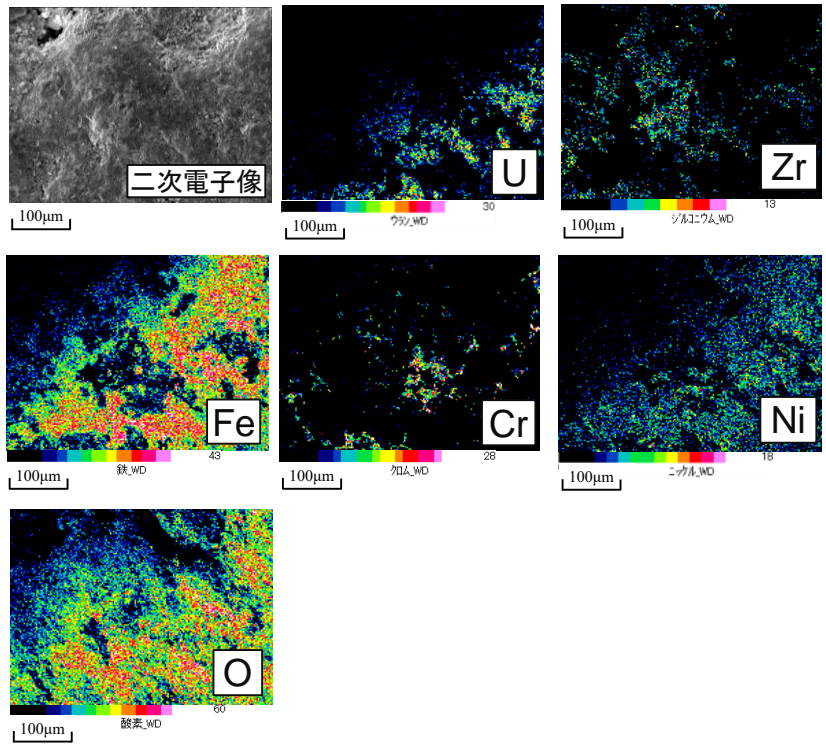 二次電子像
100μm
U
30
ウラン_WD
100μm
Zr
13
ジルコニウム_WD
100μm
Fe
43
鉄_WD
100μm
Cr
28
クロム_WD
100μm
Ni
18
ニッケル_WD
100μm
O
60
酸素_WD
100μm